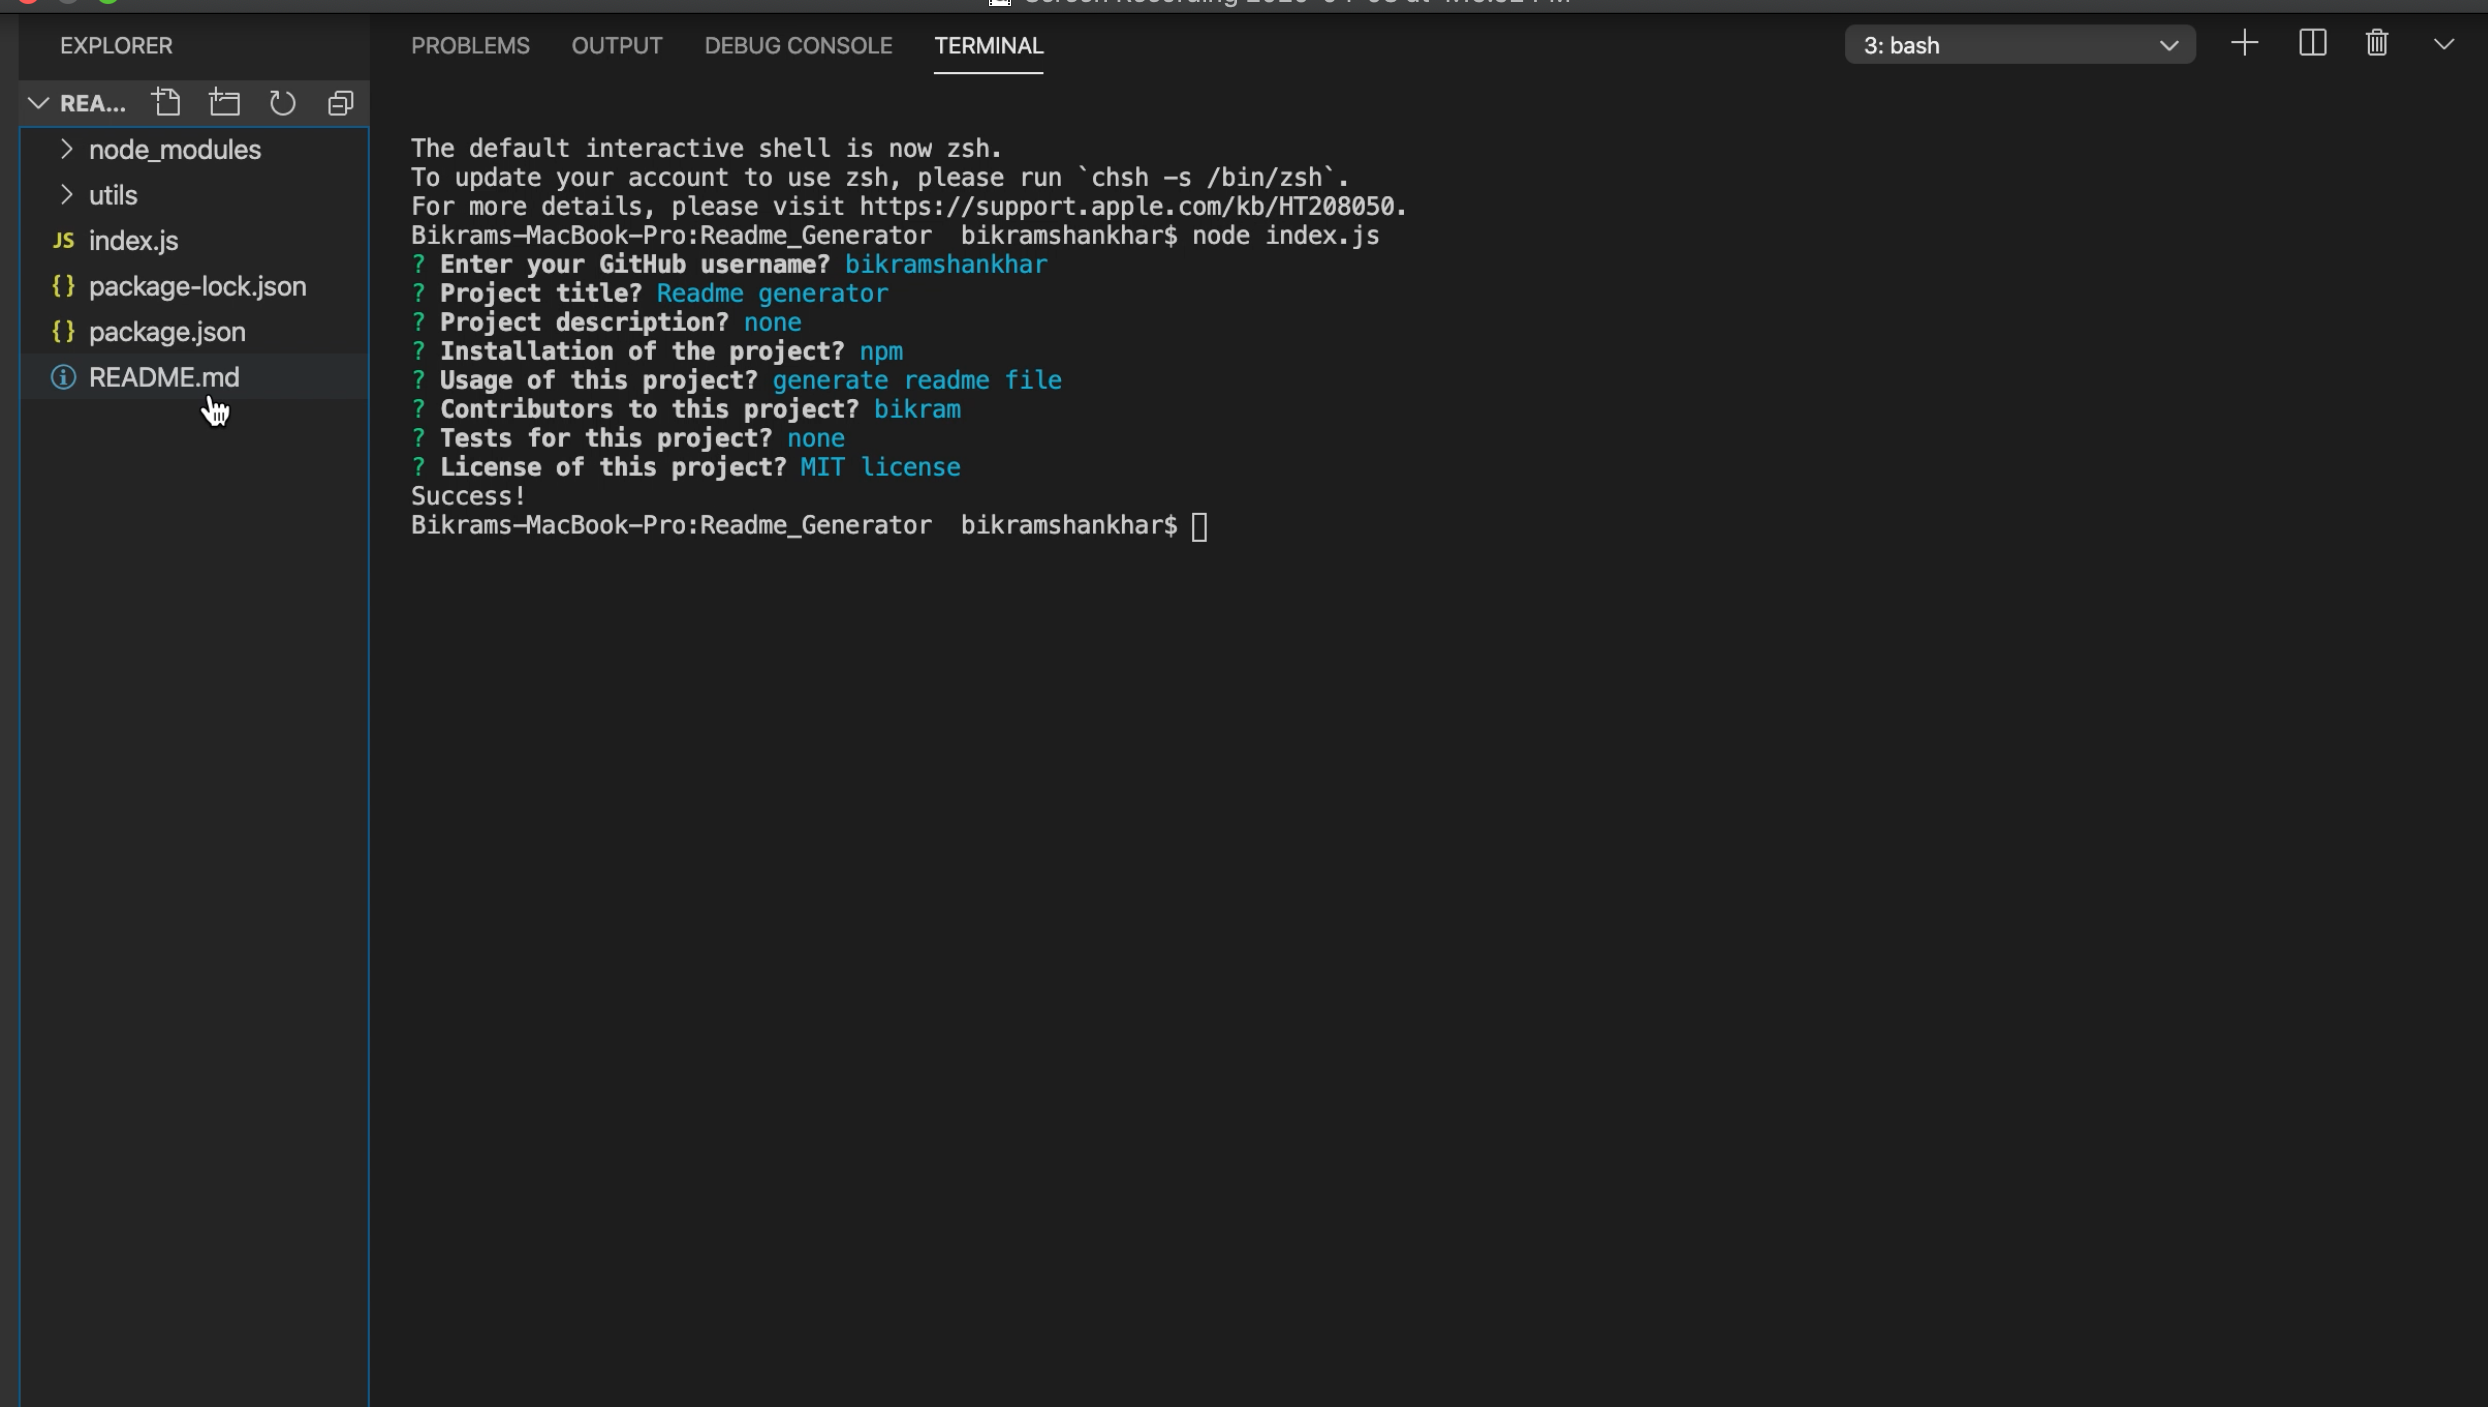 EXPLORER
PROBLEMS OUTPUT DEBUG CONSOLE TERMINAL
3: bash
REA...
node_modules
utils
JS index.js
{} package-lock.json
{} package.json
README.md
The default interactive shell is now zsh.
To update your account to use zsh, please run `chsh -s /bin/zsh`.
For more details, please visit https://support.apple.com/kb/HT208050.
Bikrams-MacBook-Pro:Readme_Generator  bikramshankhar$ node index.js
? Enter your GitHub username? bikramshankhar
? Project title? Readme generator
? Project description? none
? Installation of the project? npm
? Usage of this project? generate readme file
? Contributors to this project? bikram
? Tests for this project? none
? License of this project? MIT license
Success!
Bikrams-MacBook-Pro:Readme_Generator  bikramshankhar$